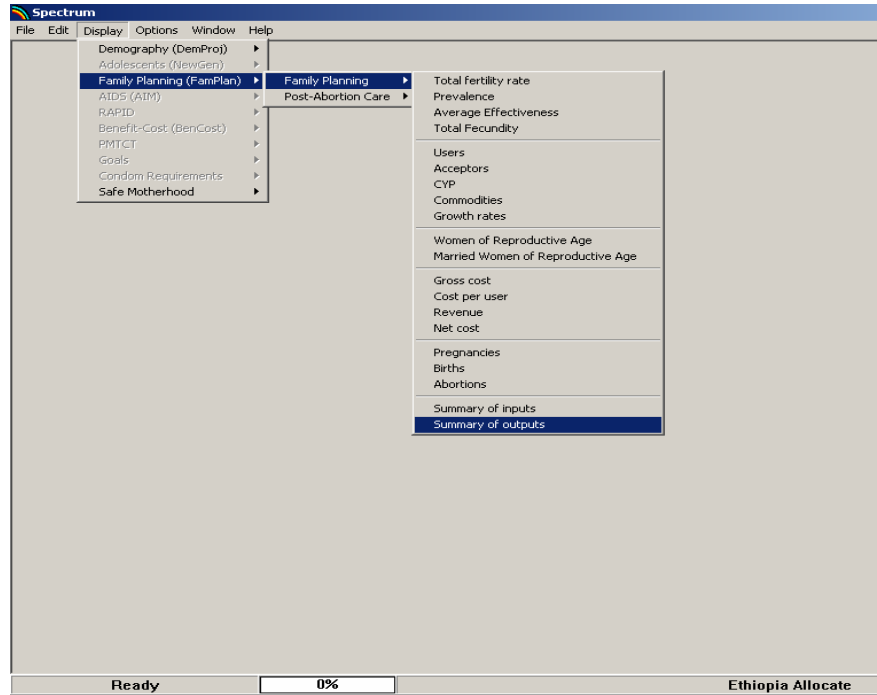 Spectrum
File Edit Display Options Window Help
Demography (DemProj)
Adolescents (NewGen)
Family Planning (FamPlan)
AIDS (AIM)
RAPID
Benefit-Cost (BenCost)
PMTCT
Goals
Condom Requirements
Safe Motherhood
Family Planning
Post-Abortion Care
Total fertility rate
Prevalence
Average Effectiveness
Total Fecundity
Users
Acceptors
CYP
Commodities
Growth rates
Women of Reproductive Age
Married Women of Reproductive Age
Gross cost
Cost per user
Revenue
Net cost
Pregnancies
Births
Abortions
Summary of inputs
Summary of outputs
Ready 0% Ethiopia Allocate